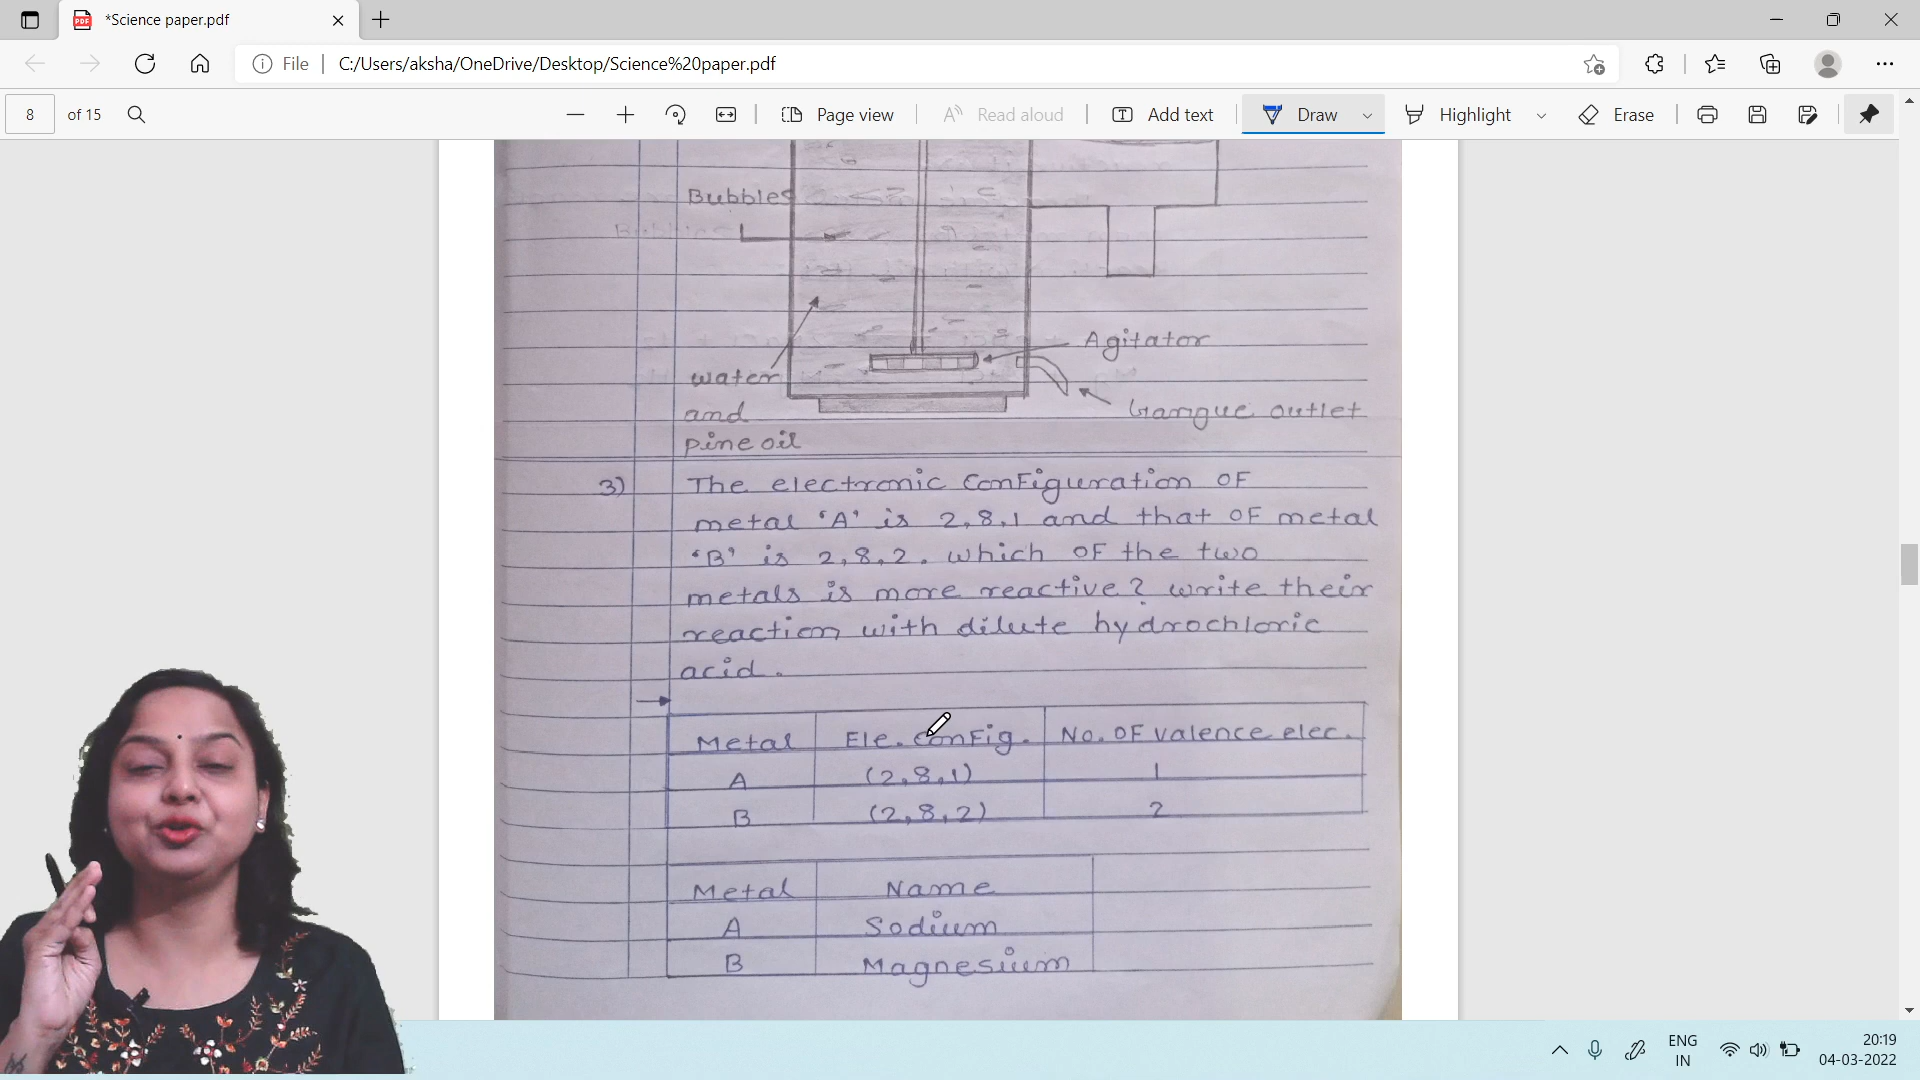 *Science paper.pdf
File
C:/Users/aksha/OneDrive/Desktop/Science%20paper.pdf
8 of 15
Page view
Read aloud
Add text
Draw
Highlight
Erase
Bubbles
Agitator
water
and
pine oil
Gangue outlet
3) The electronic configuration of
metal 'A' is 2,8,1 and that of metal
'B' is 2,8,2. which of the two
metals is more reactive? write their
reaction with dilute hydrochloric
acid.
Metal Ele. config. No. of valence elec.
A (2,8,1) 1
B (2,8,2) 2
Metal Name
A Sodium
B Magnesium
ENG
IN
20:19
04-03-2022